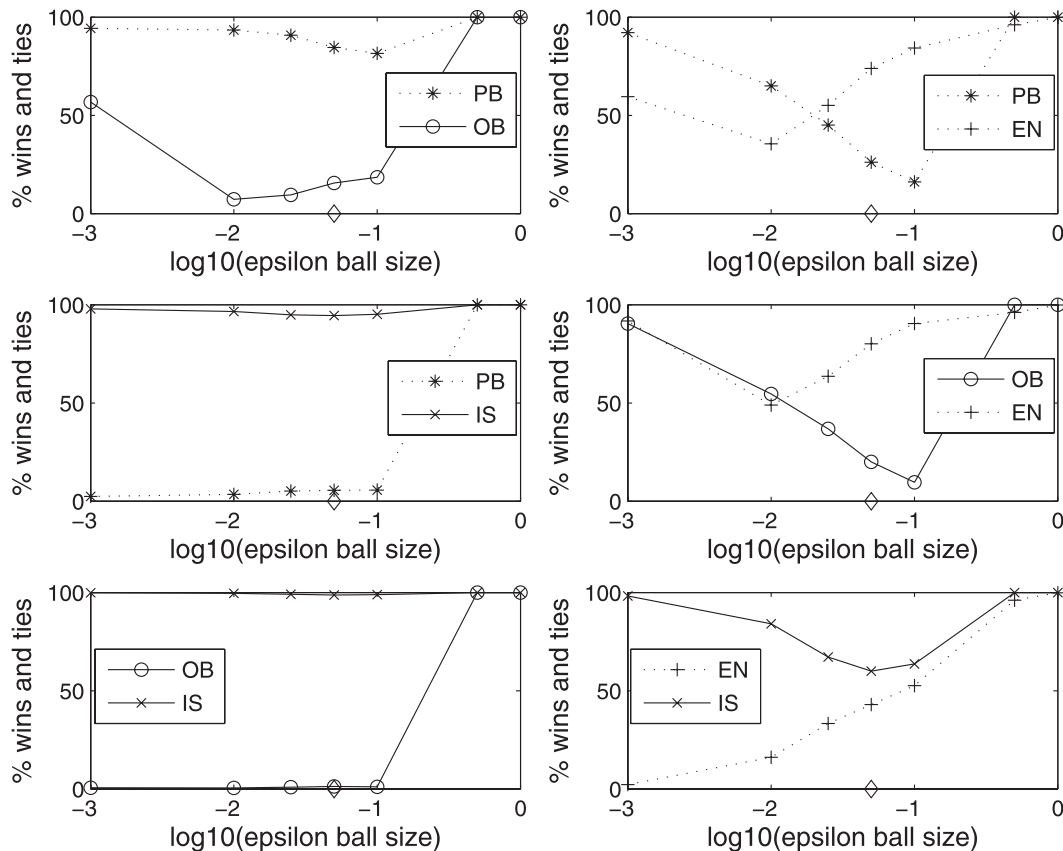 % wins and ties
100
50
0
PB
OB
-3
-2
-1
0
log10(epsilon ball size)
% wins and ties
100
50
0
PB
EN
-3
-2
-1
0
log10(epsilon ball size)
% wins and ties
100
50
0
PB
IS
-3
-2
-1
0
log10(epsilon ball size)
% wins and ties
100
50
0
OB
EN
-3
-2
-1
0
log10(epsilon ball size)
% wins and ties
100
50
0
OB
IS
-3
-2
-1
0
log10(epsilon ball size)
% wins and ties
100
50
0
EN
IS
-3
-2
-1
0
log10(epsilon ball size)